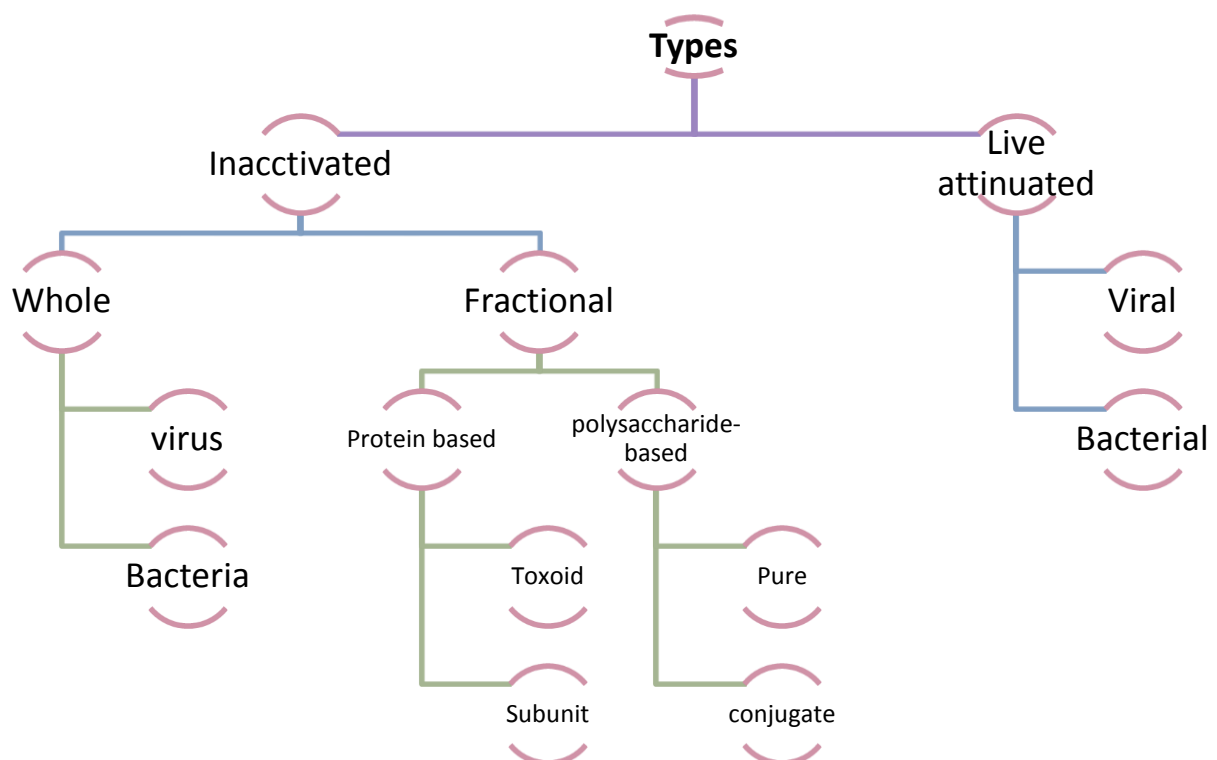 Types
Inacctivated
Live
attinuated
Whole
Fractional
Viral
virus
Protein based
polysaccharide-
based
Bacterial
Bacteria
Toxoid
Pure
Subunit
conjugate